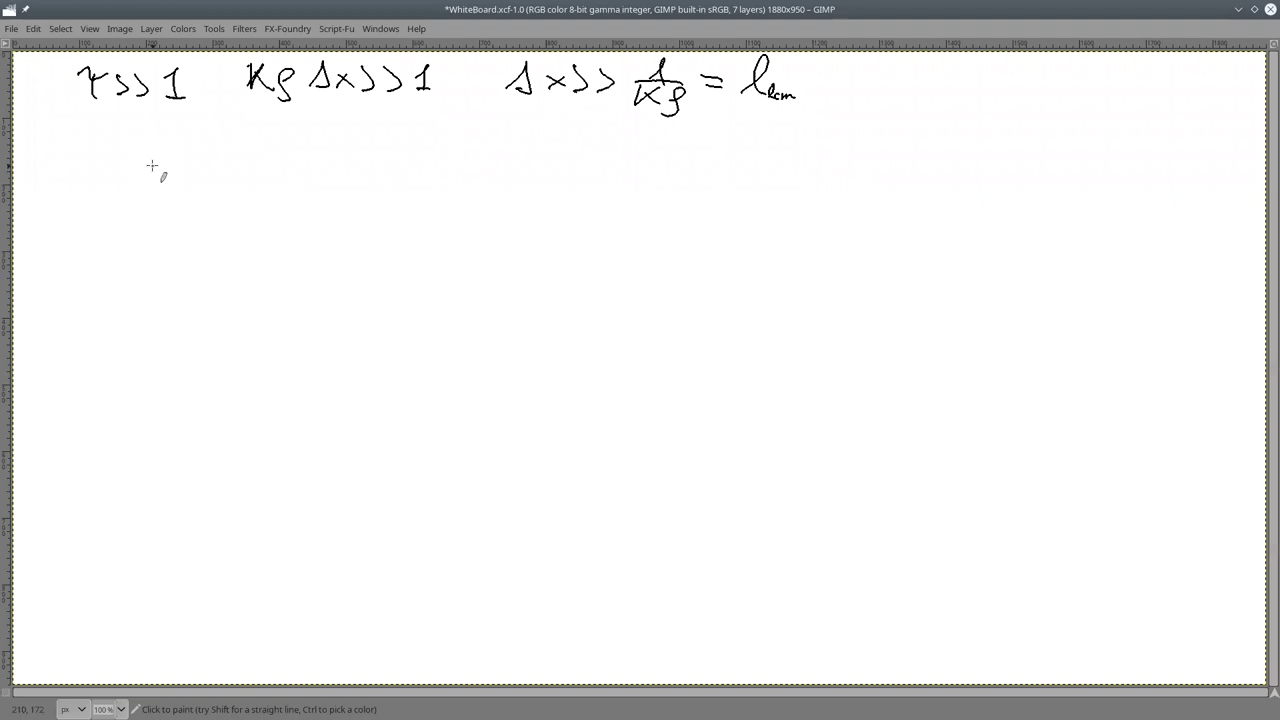 *WhiteBoard.xcf-1.0 (RGB color 8-bit gamma integer, GIMP built-in sRGB, 7 layers) 1880x950 – GIMP
File Edit Select View Image Layer Colors Tools Filters FX-Foundry Script-Fu Windows Help
τ >> 1 κρ Δx >> 1 Δx >> 1/κρ = l
210, 172. px 100 % Click to paint (try Shift for a straight line, Ctrl to pick a color)